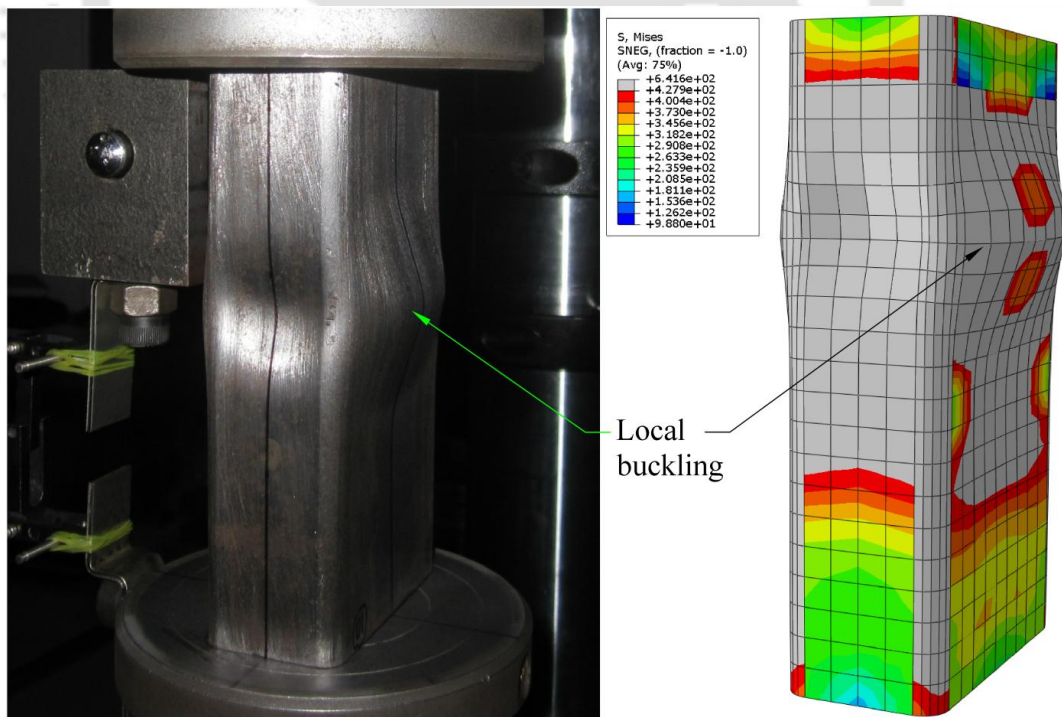 S, Mises
SNEG, (fraction = -1.0)
(Avg: 75%)
+6.416e+02
+4.279e+02
+4.004e+02
+3.730e+02
+3.456e+02
+3.182e+02
+2.908e+02
+2.633e+02
+2.359e+02
+2.085e+02
+1.811e+02
+1.536e+02
+1.262e+02
+9.880e+01
Local
buckling